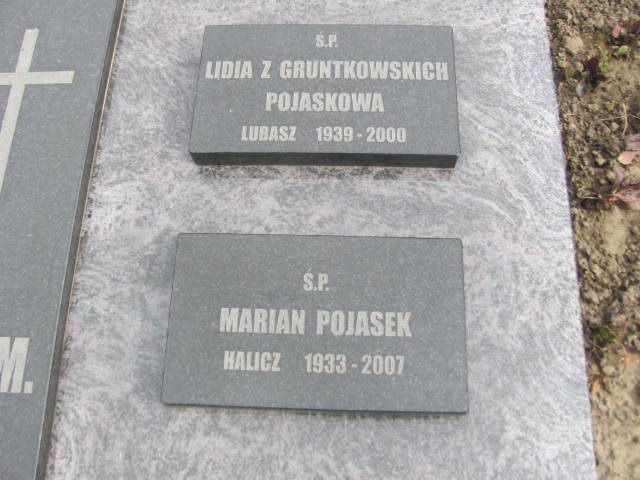 Ś.P.
LIDIA Z GRUNTKOWSKICH
POJASKOWA
LUBASZ 1939 - 2000
Ś.P.
MARIAN POJASEK
HALICZ 1933 - 2007
M.